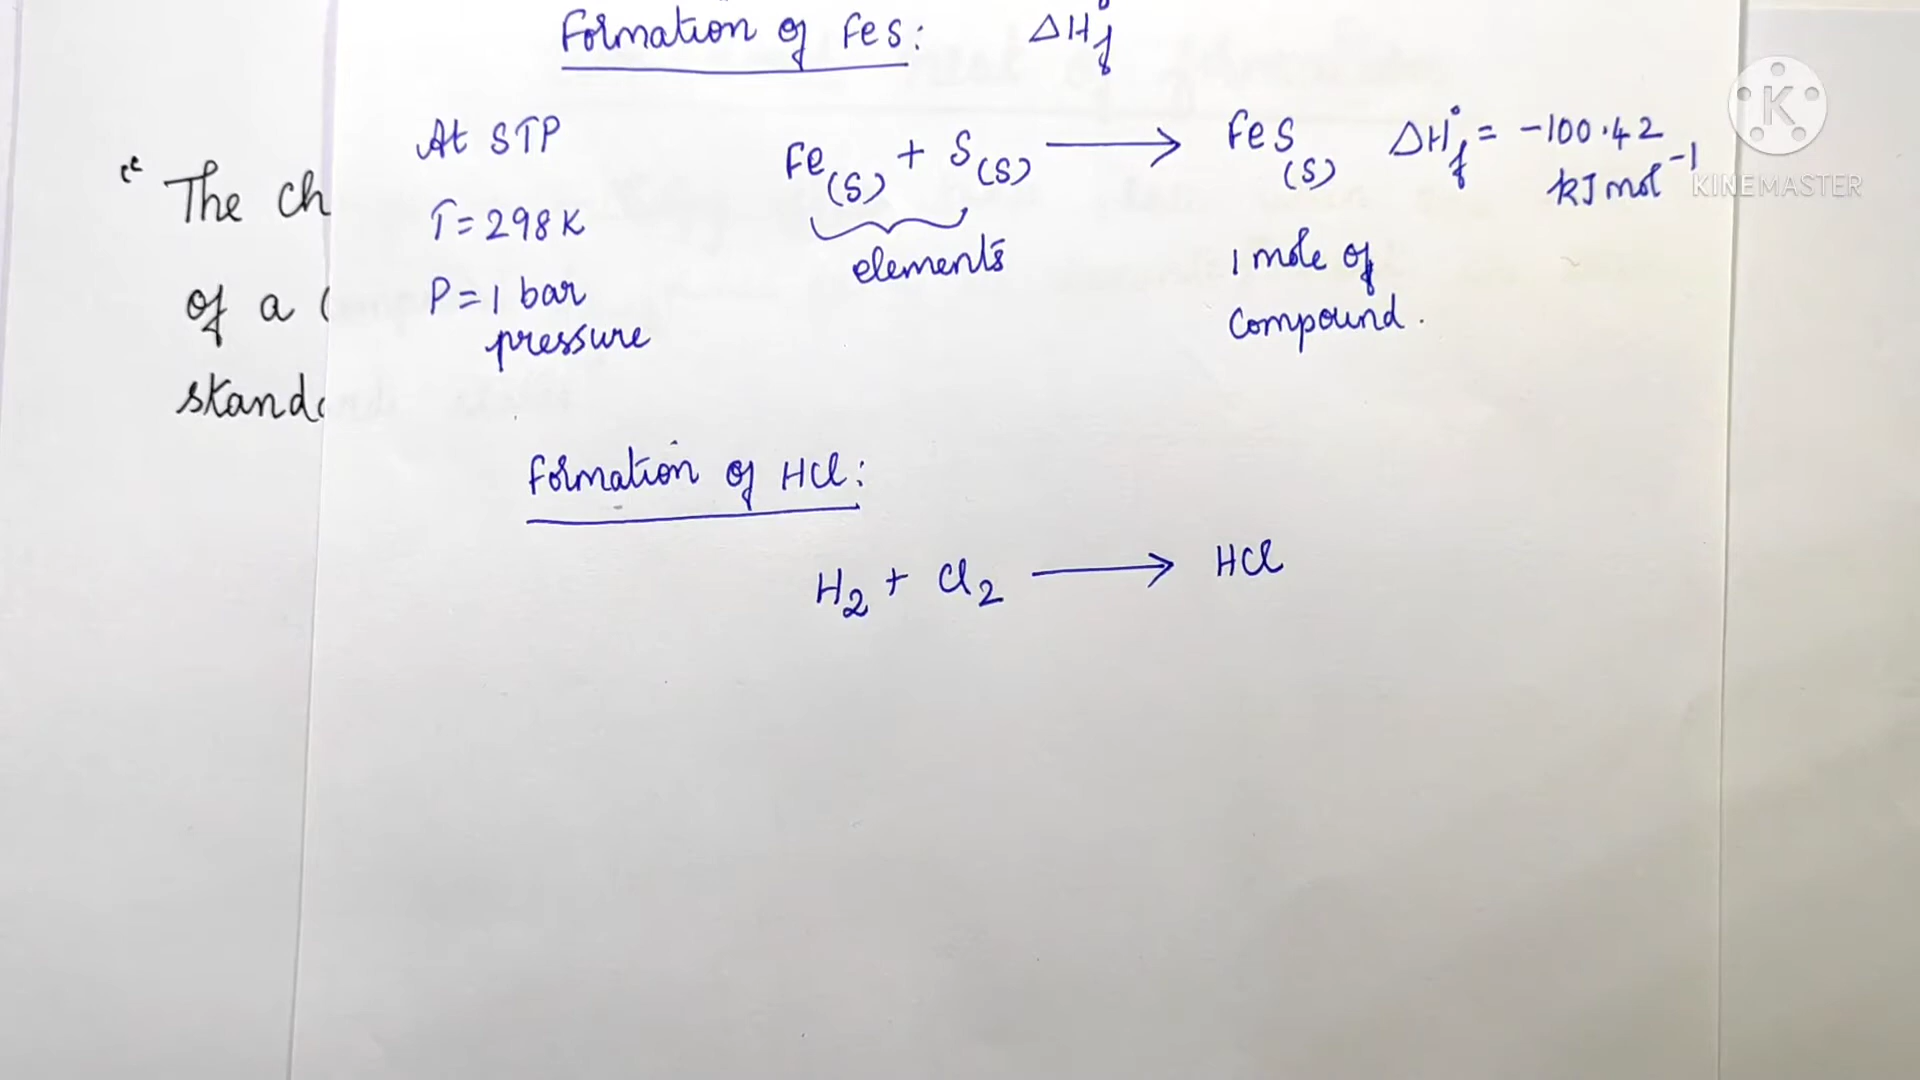 Formation of FeS: ΔH°f
At STP
T = 298 K
P = 1 bar
pressure
Fe(s) + S(s) ⟶ FeS(s) ΔH°f = -100.42
kJ mol⁻¹
elements
1 mole of
compound.
"The ch
of a (
stand
Formation of HCl:
H₂ + Cl₂ ⟶ HCl
KINEMASTER